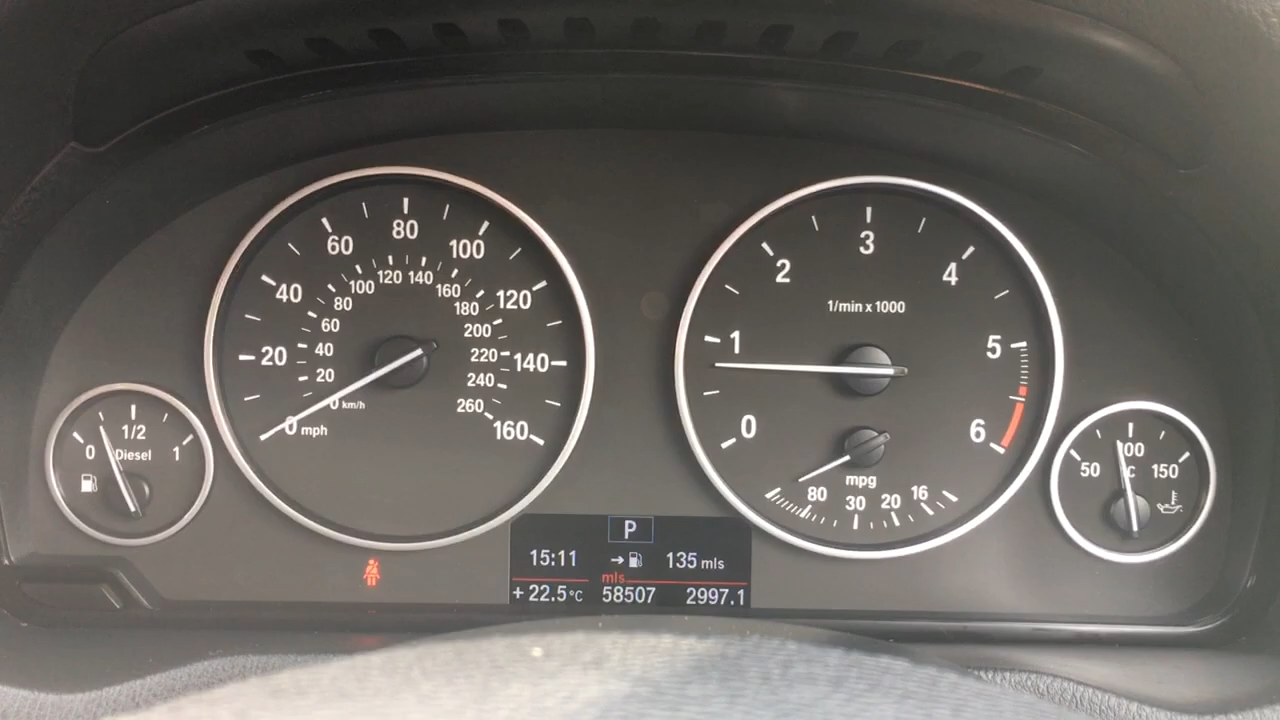 20 40 60 80 100 120 140 160
mph
0 20 40 60 80 100 120 140 160 180 200 220 240 260
km/h
0 1 2 3 4 5 6
1/min x 1000
mpg
80 30 20 16
0 1/2 1
Diesel
50 100 150
°C
P
15:11 → 135 mls
mls
+22.5°C 58507 2997.1